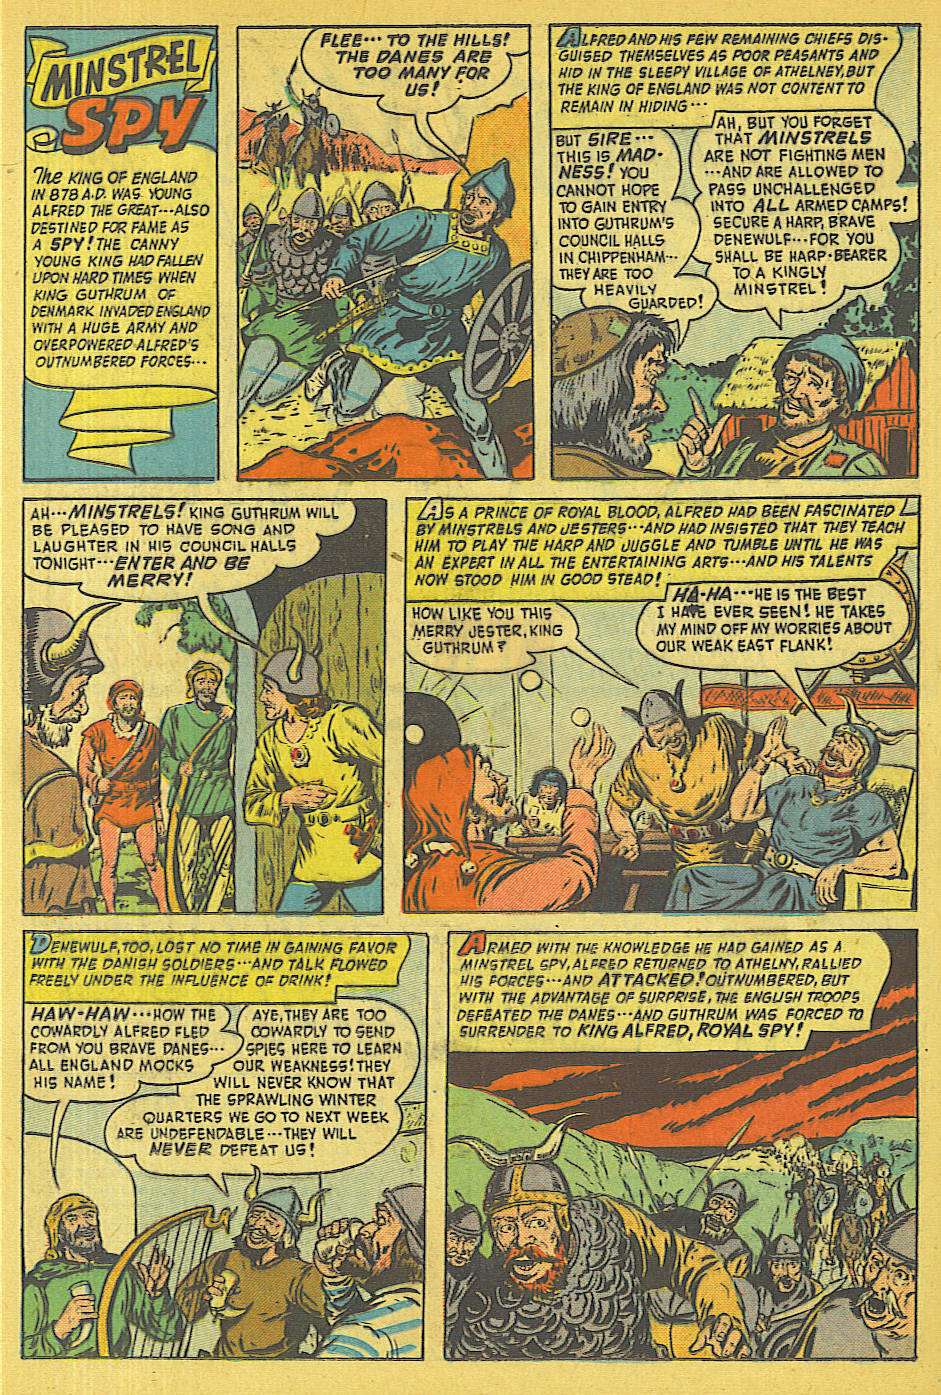 MINSTREL
SPY
THE KING OF ENGLAND
IN 878 A.D. WAS YOUNG
ALFRED THE GREAT---ALSO
DESTINED FOR FAME AS
A SPY! THE CANNY
YOUNG KING HAD FALLEN
UPON HARD TIMES WHEN
KING GUTHRUM OF
DENMARK INVADED ENGLAND
WITH A HUGE ARMY AND
OVERPOWERED ALFRED'S
OUTNUMBERED FORCES---
FLEE--- TO THE HILLS!
THE DANES ARE
TOO MANY FOR
US!
ALFRED AND HIS FEW REMAINING CHIEFS DIS-
GUISED THEMSELVES AS POOR PEASANTS AND
HID IN THE SLEEPY VILLAGE OF ATHELNEY, BUT
THE KING OF ENGLAND WAS NOT CONTENT TO
REMAIN IN HIDING---
BUT SIRE---
THIS IS MAD-
NESS! YOU
CANNOT HOPE
TO GAIN ENTRY
INTO GUTHRUM'S
COUNCIL HALLS
IN CHIPPENHAM---
THEY ARE TOO
HEAVILY
GUARDED!
AH, BUT YOU FORGET
THAT MINSTRELS
ARE NOT FIGHTING MEN
---AND ARE ALLOWED TO
PASS UNCHALLENGED
INTO ALL ARMED CAMPS!
SECURE A HARP, BRAVE
DENEWULF---FOR YOU
SHALL BE HARP-BEARER
TO A KINGLY
MINSTREL!
AH---MINSTRELS! KING GUTHRUM WILL
BE PLEASED TO HAVE SONG AND
LAUGHTER IN HIS COUNCIL HALLS
TONIGHT---ENTER AND BE
MERRY!
AS A PRINCE OF ROYAL BLOOD, ALFRED HAD BEEN FASCINATED
BY MINSTRELS AND JESTERS---AND HAD INSISTED THAT THEY TEACH
HIM TO PLAY THE HARP AND JUGGLE AND TUMBLE UNTIL HE WAS
AN EXPERT IN ALL THE ENTERTAINING ARTS---AND HIS TALENTS
NOW STOOD HIM IN GOOD STEAD!
HOW LIKE YOU THIS
MERRY JESTER, KING
GUTHRUM?
HA-HA---HE IS THE BEST
I HAVE EVER SEEN! HE TAKES
MY MIND OFF MY WORRIES ABOUT
OUR WEAK EAST FLANK!
DENEWULF, TOO, LOST NO TIME IN GAINING FAVOR
WITH THE DANISH SOLDIERS---AND TALK FLOWED
FREELY UNDER THE INFLUENCE OF DRINK!
HAW-HAW---HOW THE
COWARDLY ALFRED FLED
FROM YOU BRAVE DANES---
ALL ENGLAND MOCKS
HIS NAME!
AYE, THEY ARE TOO
COWARDLY TO SEND
SPIES HERE TO LEARN
OUR WEAKNESS! THEY
WILL NEVER KNOW THAT
THE SPRAWLING WINTER
QUARTERS WE GO TO NEXT WEEK
ARE UNDEFENDABLE---THEY WILL
NEVER DEFEAT US!
ARMED WITH THE KNOWLEDGE HE HAD GAINED AS A
MINSTREL SPY, ALFRED RETURNED TO ATHELNY, RALLIED
HIS FORCES---AND ATTACKED! OUTNUMBERED, BUT
WITH THE ADVANTAGE OF SURPRISE, THE ENGLISH TROOPS
DEFEATED THE DANES---AND GUTHRUM WAS FORCED TO
SURRENDER TO KING ALFRED, ROYAL SPY!